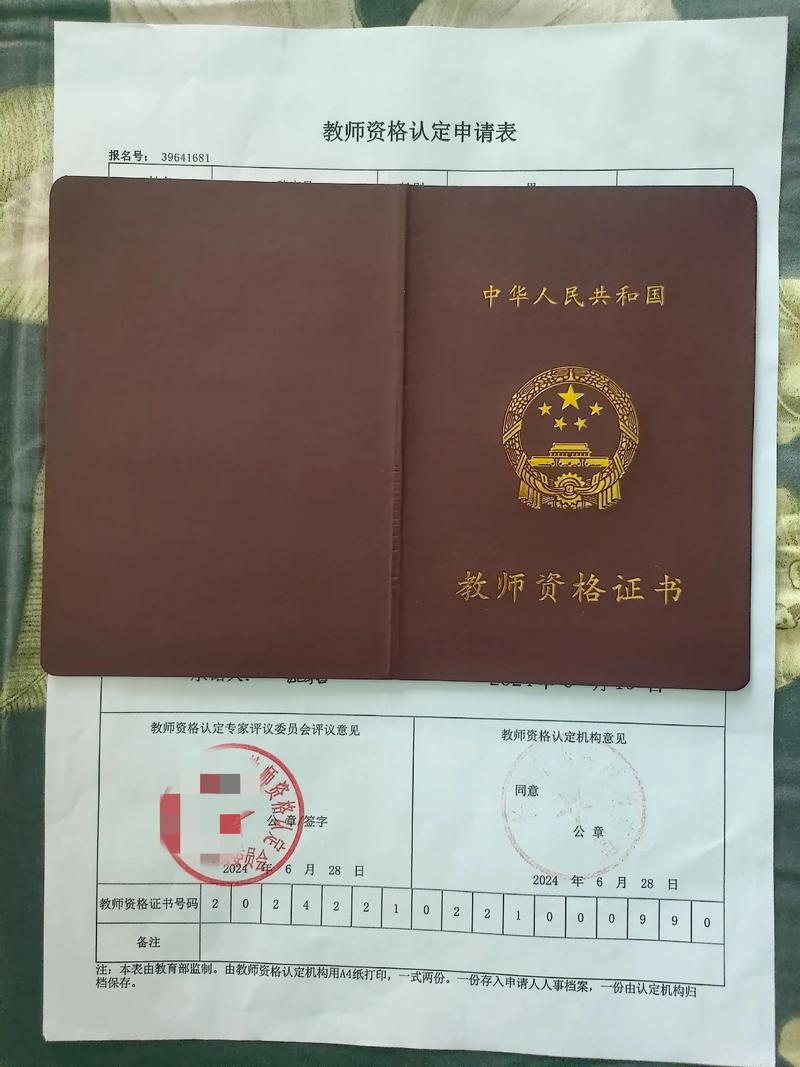 教师资格认定申请表
报名号： 39641681
中华人民共和国
教师资格证书
教师资格认定专家评议委员会评议意见
教师资格认定机构意见
师资格认定
员会
同意
公 章/签字
公 章
2024 年 6 月 28 日
2024 年 6 月 28 日
教师资格证书号码 2 0 2 4 2 2 1 0 2 2 1 0 0 0 9 9 0
备注
注：本表由教育部监制。由教师资格认定机构用A4纸打印，一式两份。一份存入申请人人事档案，一份由认定机构归
档保存。